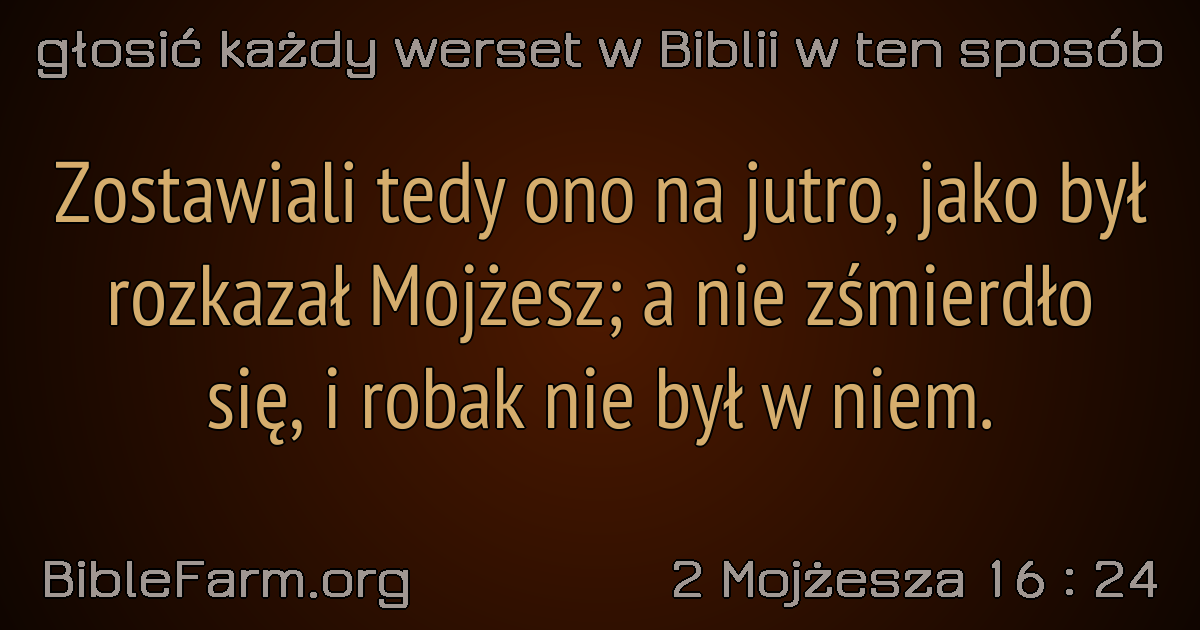 głosić każdy werset w Biblii w ten sposób
Zostawiali tedy ono na jutro, jako był
rozkazał Mojżesz; a nie zśmierdło
się, i robak nie był w niem.
BibleFarm.org
2 Mojżesza 16 : 24